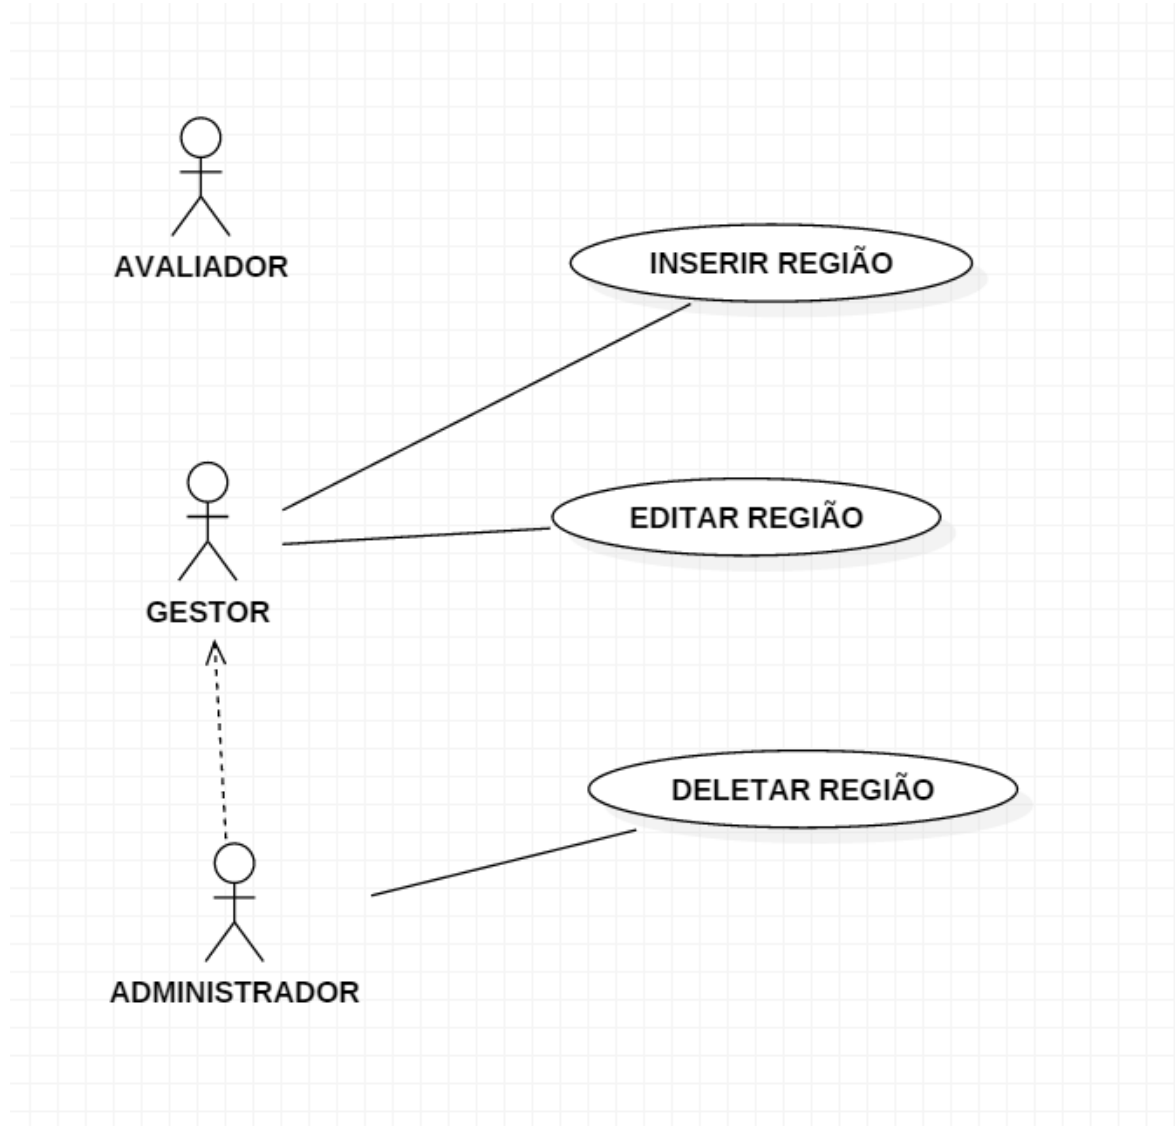 AVALIADOR
INSERIR REGIÃO
EDITAR REGIÃO
GESTOR
DELETAR REGIÃO
ADMINISTRADOR